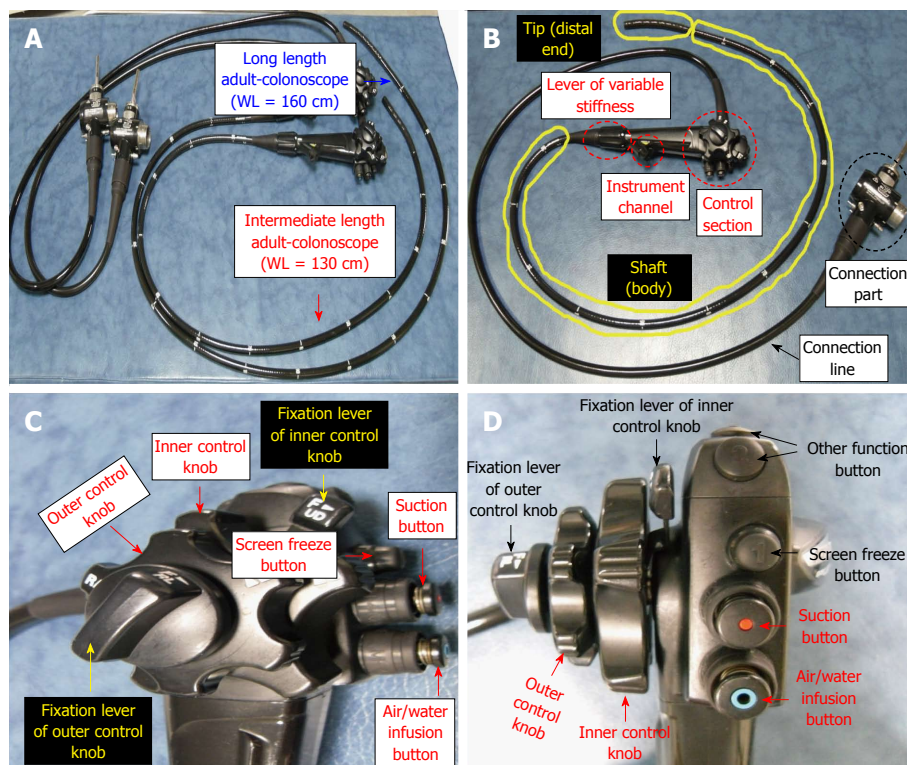 A
Long length
adult-colonoscope
(WL = 160 cm)
Intermediate length
adult-colonoscope
(WL = 130 cm)
B
Tip (distal
end)
Lever of variable
stiffness
Instrument
channel
Control
section
Shaft
(body)
Connection
part
Connection
line
C
Fixation lever
of inner control
knob
Inner control
knob
Outer control
knob
Suction
button
Screen freeze
button
F
UD
Fixation lever
of outer control
knob
Air/water
infusion
button
D
Fixation lever of inner
control knob
Fixation lever
of outer
control knob
Other function
button
Screen freeze
button
Suction
button
Air/water
infusion
button
Outer
control
knob
Inner control
knob